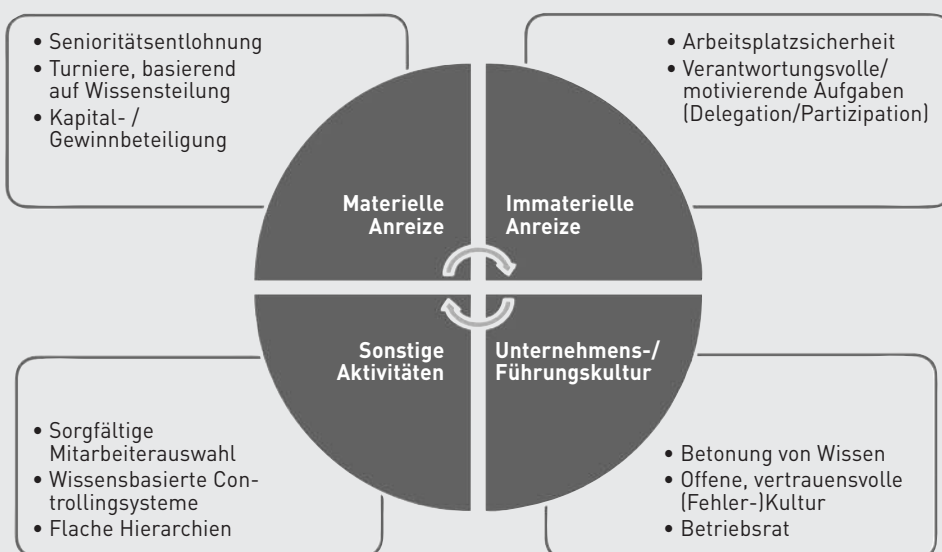 • Senioritätsentlohnung
• Turniere, basierend
auf Wissensteilung
• Kapital- /
Gewinnbeteiligung
• Arbeitsplatzsicherheit
• Verantwortungsvolle/
motivierende Aufgaben
(Delegation/Partizipation)
Materielle
Anreize
Immaterielle
Anreize
Sonstige
Aktivitäten
Unternehmens-/
Führungskultur
• Sorgfältige
Mitarbeiterauswahl
• Wissensbasierte Con-
trollingsysteme
• Flache Hierarchien
• Betonung von Wissen
• Offene, vertrauensvolle
(Fehler-)Kultur
• Betriebsrat